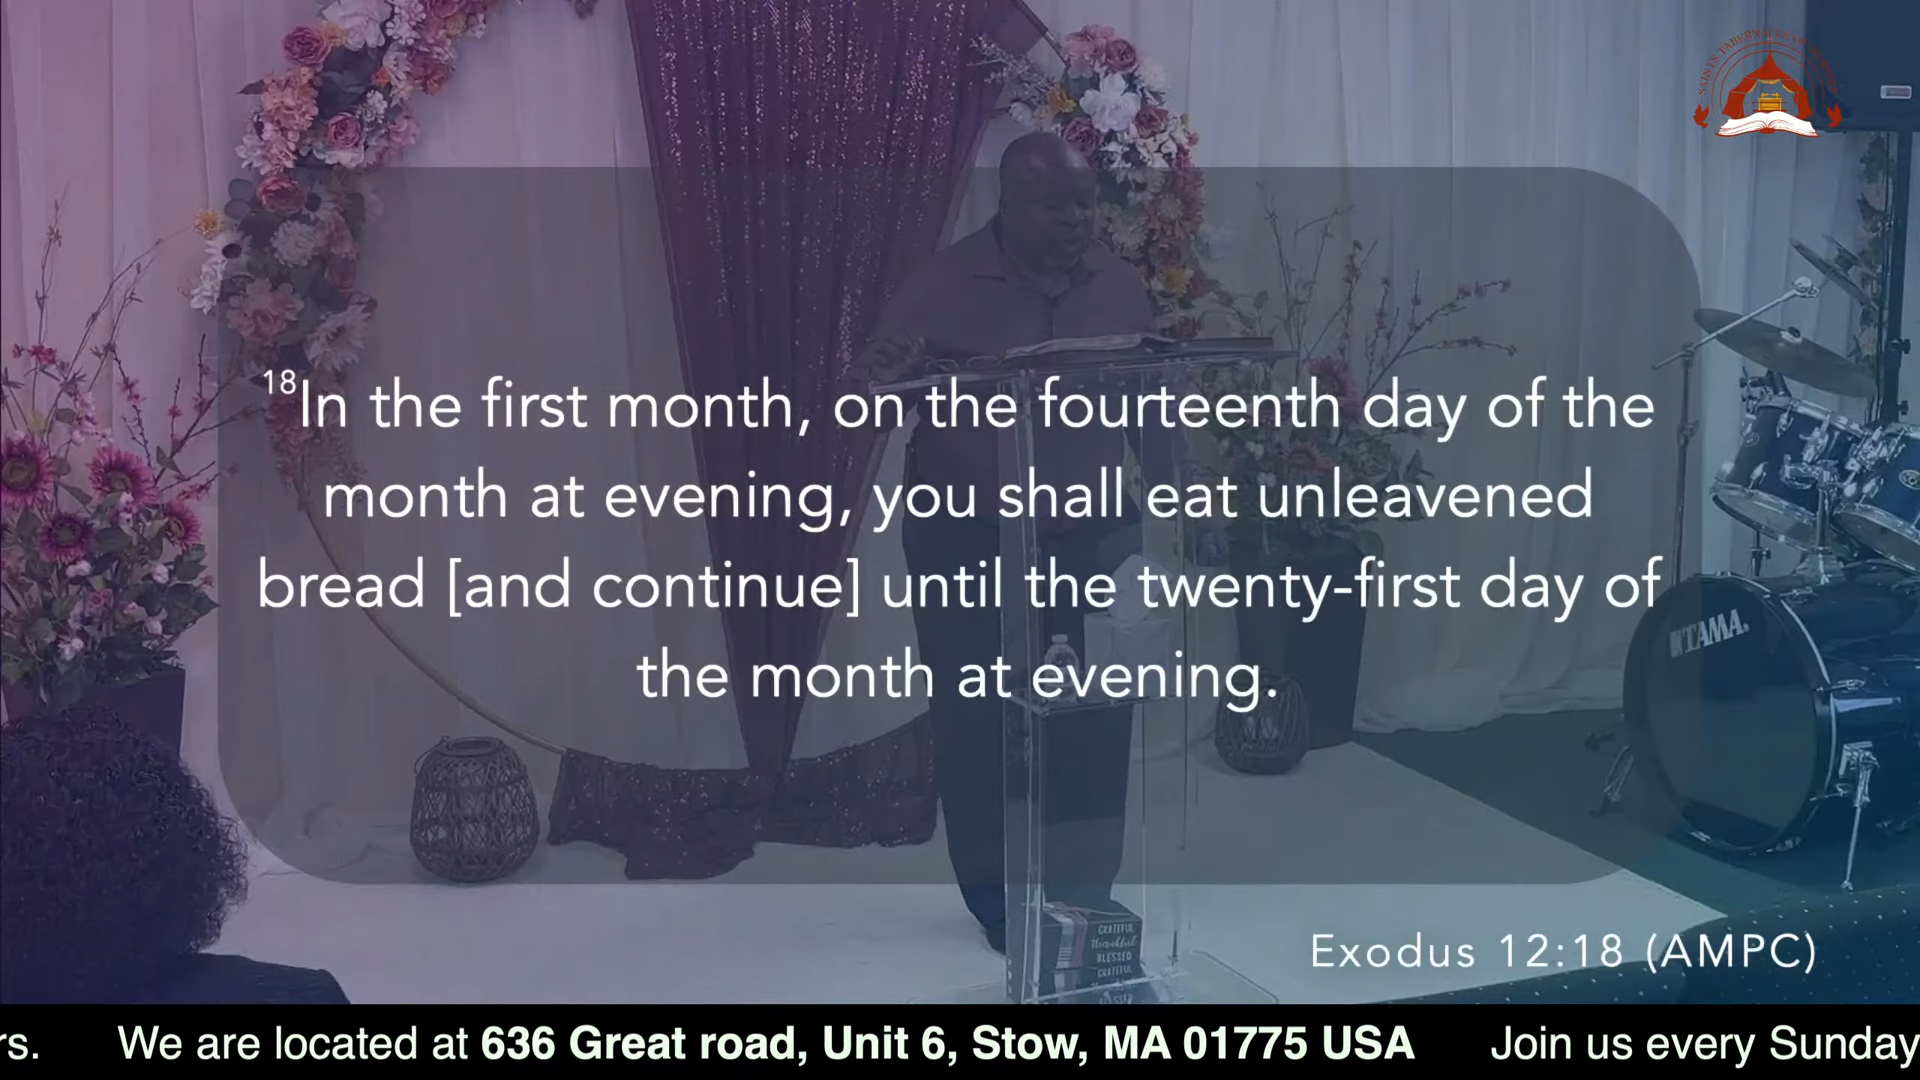 18In the first month, on the fourteenth day of the
month at evening, you shall eat unleavened
bread [and continue] until the twenty-first day of
the month at evening.
TAMA.
GRATEFUL
thankful
BLESSED
GRATEFUL
Exodus 12:18 (AMPC)
rs. We are located at 636 Great road, Unit 6, Stow, MA 01775 USA Join us every Sunday